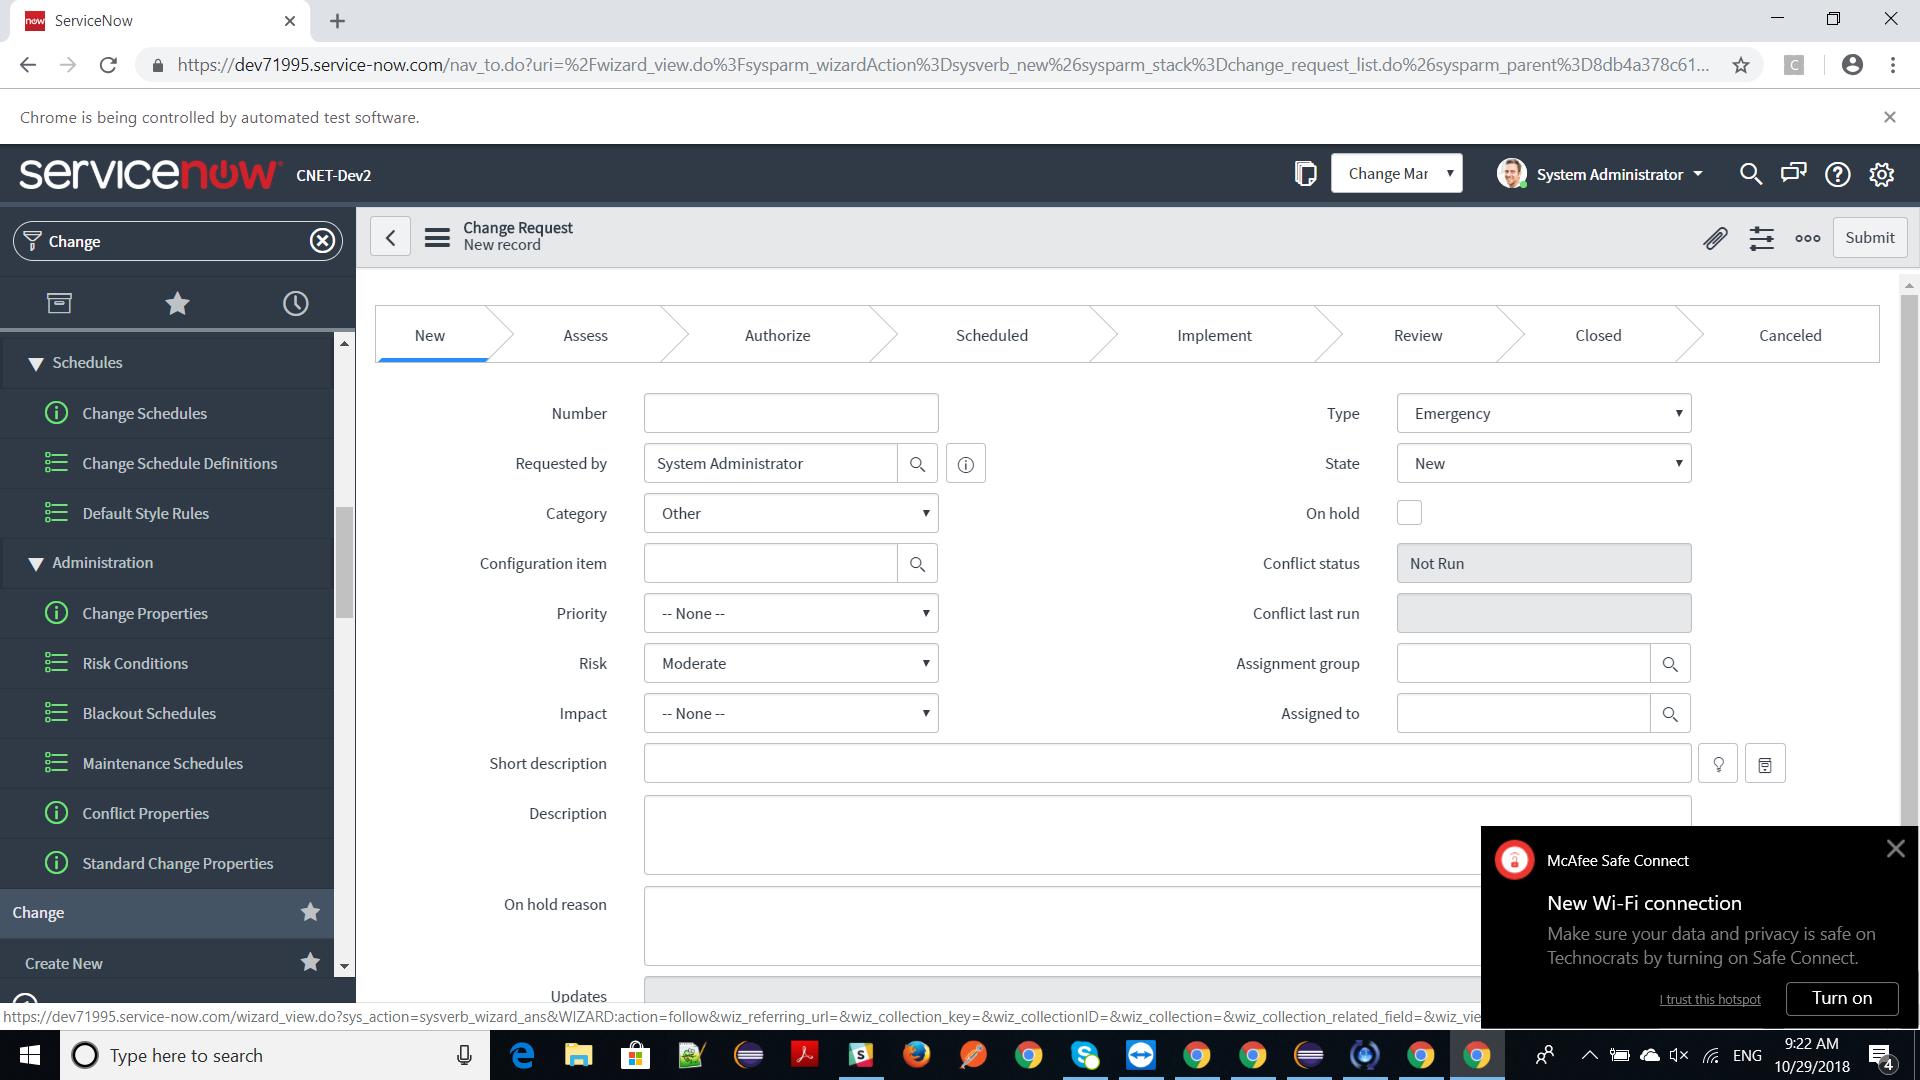 now ServiceNow
https://dev71995.service-now.com/nav_to.do?uri=%2Fwizard_view.do%3Fsysparm_wizardAction%3Dsysverb_new%26sysparm_stack%3Dchange_request_list.do%26sysparm_parent%3D8db4a378c61...
C
Chrome is being controlled by automated test software.
servicenow CNET-Dev2
Change Mar
System Administrator
Change
Change Request
New record
Submit
New Assess Authorize Scheduled Implement Review Closed Canceled
Schedules
Change Schedules
Change Schedule Definitions
Default Style Rules
Administration
Change Properties
Risk Conditions
Blackout Schedules
Maintenance Schedules
Conflict Properties
Standard Change Properties
Change
Create New
Number
Type Emergency
Requested by System Administrator
State New
Category Other
On hold
Configuration item
Conflict status Not Run
Priority -- None --
Conflict last run
Risk Moderate
Assignment group
Impact -- None --
Assigned to
Short description
Description
On hold reason
Updates
McAfee Safe Connect
New Wi-Fi connection
Make sure your data and privacy is safe on
Technocrats by turning on Safe Connect.
I trust this hotspot
Turn on
https://dev71995.service-now.com/wizard_view.do?sys_action=sysverb_wizard_ans&WIZARD:action=follow&wiz_referring_url=&wiz_collection_key=&wiz_collectionID=&wiz_collection=&wiz_collection_related_field=&wiz_vie
Type here to search
ENG
9:22 AM
10/29/2018
4